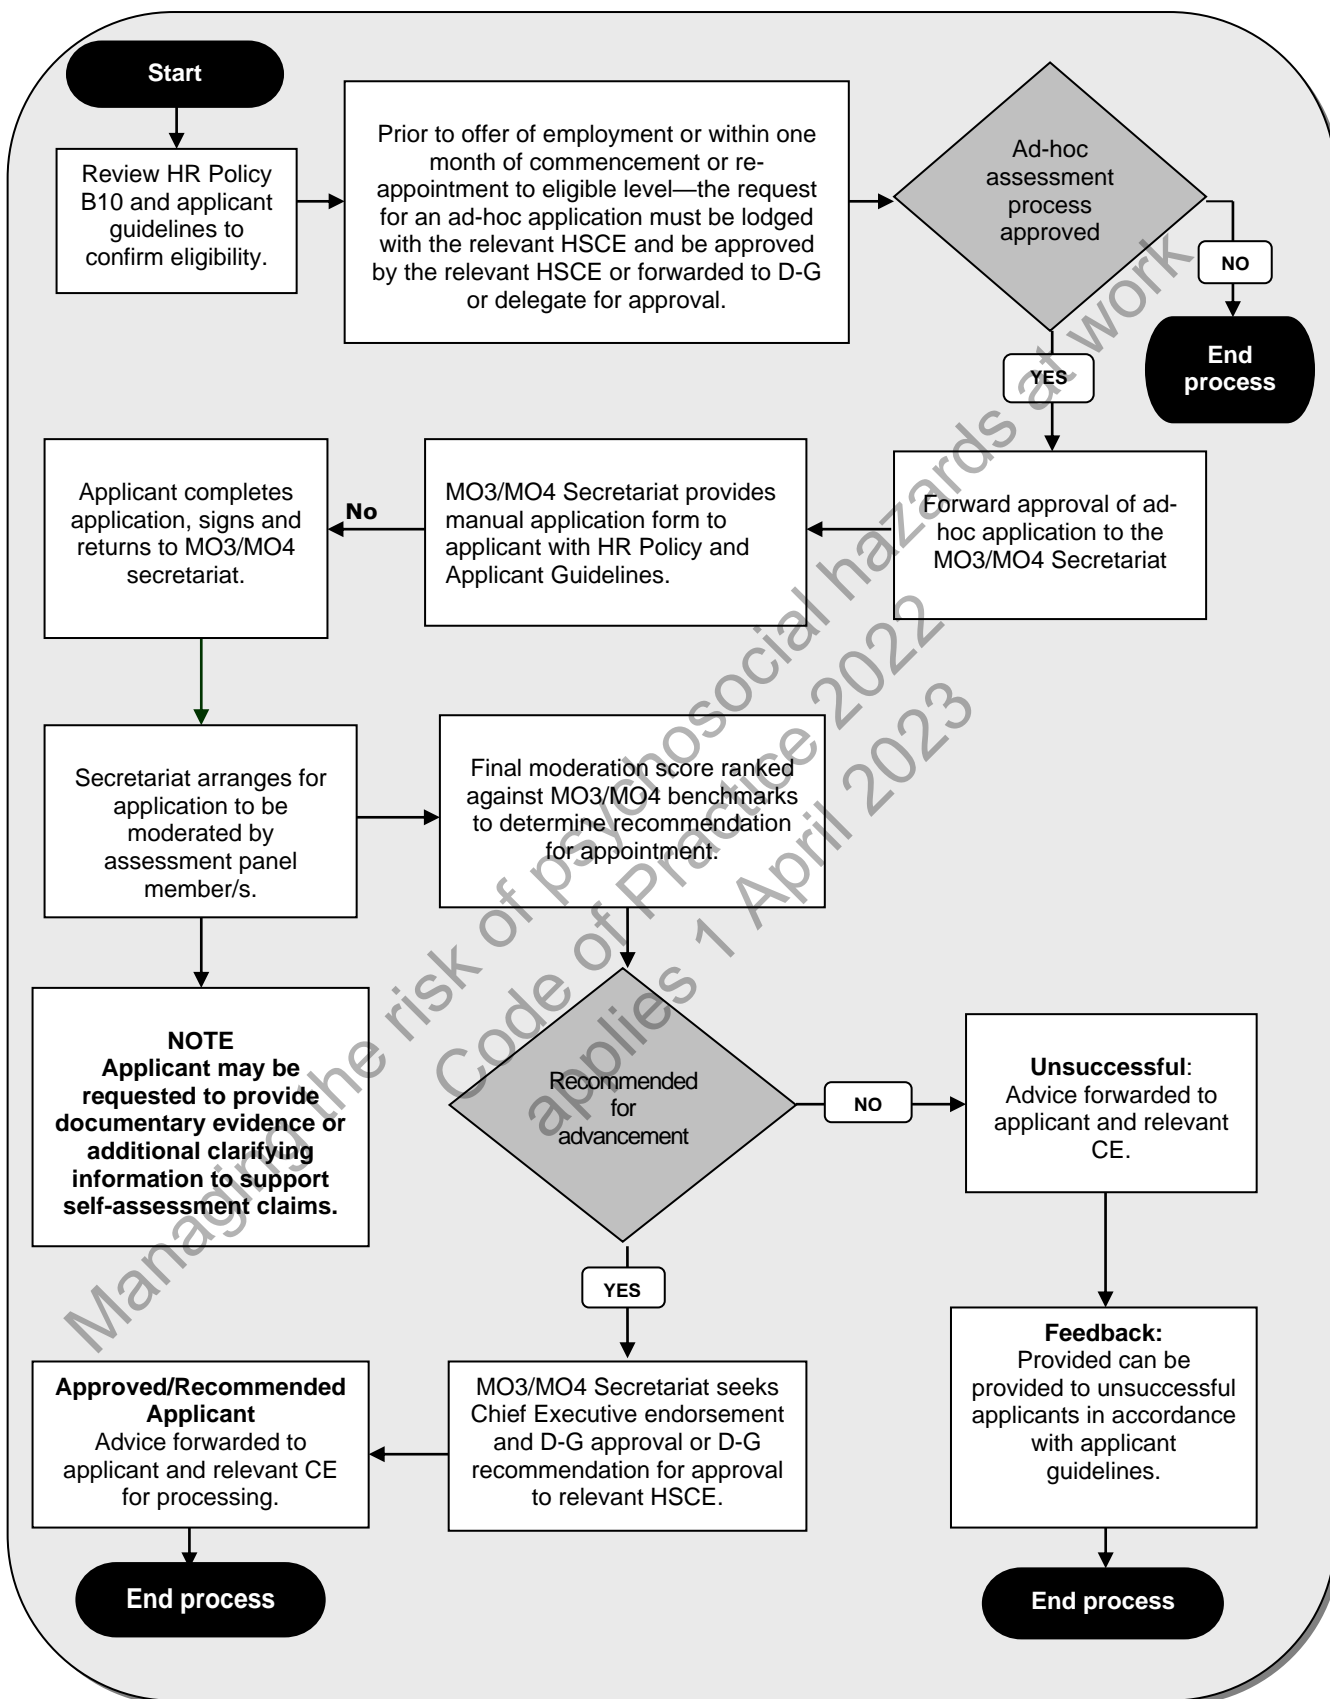 Start
Review HR Policy
B10 and applicant
guidelines to
confirm eligibility.
Prior to offer of employment or within one
month of commencement or re-
appointment to eligible level—the request
for an ad-hoc application must be lodged
with the relevant HSCE and be approved
by the relevant HSCE or forwarded to D-G
or delegate for approval.
Ad-hoc
assessment
process
approved
NO
End
process
YES
Forward approval of ad-
hoc application to the
MO3/MO4 Secretariat
MO3/MO4 Secretariat provides
manual application form to
applicant with HR Policy and
Applicant Guidelines.
No
Applicant completes
application, signs and
returns to MO3/MO4
secretariat.
Secretariat arranges for
application to be
moderated by
assessment panel
member/s.
Final moderation score ranked
against MO3/MO4 benchmarks
to determine recommendation
for appointment.
NOTE
Applicant may be
requested to provide
documentary evidence or
additional clarifying
information to support
self-assessment claims.
Recommended
for
advancement
NO
Unsuccessful:
Advice forwarded to
applicant and relevant
CE.
YES
Feedback:
Provided can be
provided to unsuccessful
applicants in accordance
with applicant
guidelines.
MO3/MO4 Secretariat seeks
Chief Executive endorsement
and D-G approval or D-G
recommendation for approval
to relevant HSCE.
Approved/Recommended
Applicant
Advice forwarded to
applicant and relevant CE
for processing.
End process
End process
Managing the risk of psychosocial hazards at work
Code of Practice 2022
applies 1 April 2023